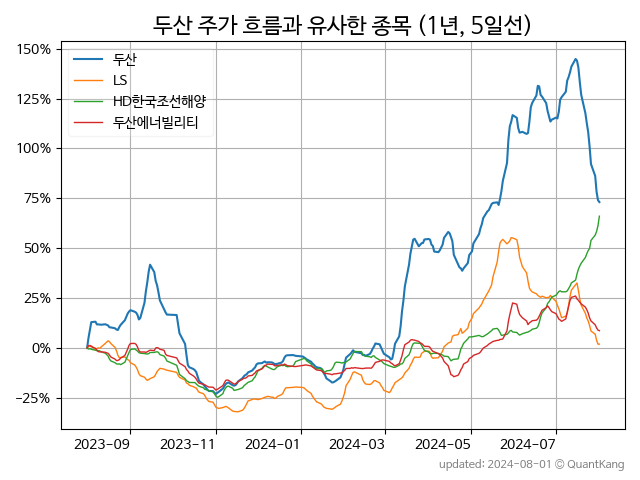 두산 주가 흐름과 유사한 종목 (1년, 5일선)
150%
125%
100%
75%
50%
25%
0%
−25%
두산
LS
HD한국조선해양
두산에너빌리티
2023-09
2023-11
2024-01
2024-03
2024-05
2024-07
updated: 2024-08-01 © QuantKang